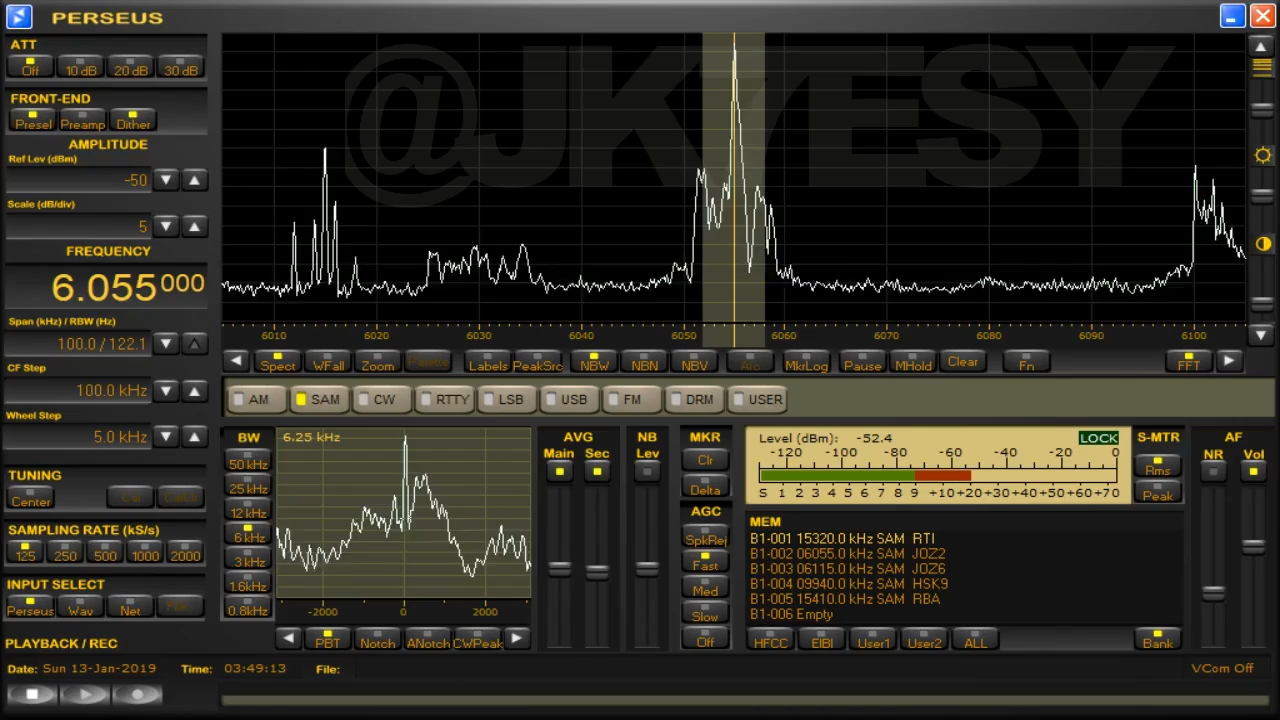 PERSEUS
@JK7ESY
ATT
Off 10 dB 20 dB 30 dB
FRONT-END
Presel Preamp Dither
AMPLITUDE
Ref Lev (dBm)
-50
Scale (dB/div)
5
FREQUENCY
6.055000
Span (kHz) / RBW (Hz)
100.0 / 122.1
CF Step
100.0 kHz
Wheel Step
5.0 kHz
TUNING
Center
SAMPLING RATE (kS/s)
125 250 500 1000 2000
INPUT SELECT
Perseus Wav Net
PLAYBACK / REC
6010 6020 6030 6040 6050 6060 6070 6080 6090 6100
Spect WFall Zoom Labels PeakSrc NBW NBN NBV MkrLog Pause MHold Clear Fn FFT
AM SAM CW RTTY LSB USB FM DRM USER
BW
50 kHz
25 kHz
12 kHz
6 kHz
3 kHz
1.6kHz
0.8kHz
6.25 kHz
-2000 0 2000
PBT Notch ANotch CWPeak
AVG
Main Sec
NB
Lev
MKR
Clr
Delta
AGC
SpkRej
Fast
Med
Slow
Off
Level (dBm): -52.4 LOCK
-120 -100 -80 -60 -40 -20 0
S 1 2 3 4 5 6 7 8 9 +10+20+30+40+50+60+70
S-MTR
Rms
Peak
AF
NR Vol
MEM
B1-001 15320.0 kHz SAM RTI
B1-002 06055.0 kHz SAM JOZ2
B1-003 06115.0 kHz SAM JOZ6
B1-004 09940.0 kHz SAM HSK9
B1-005 15410.0 kHz SAM RBA
B1-006 Empty
HFCC EIBI User1 User2 ALL Bank
Date: Sun 13-Jan-2019 Time: 03:49:13 File: VCom Off